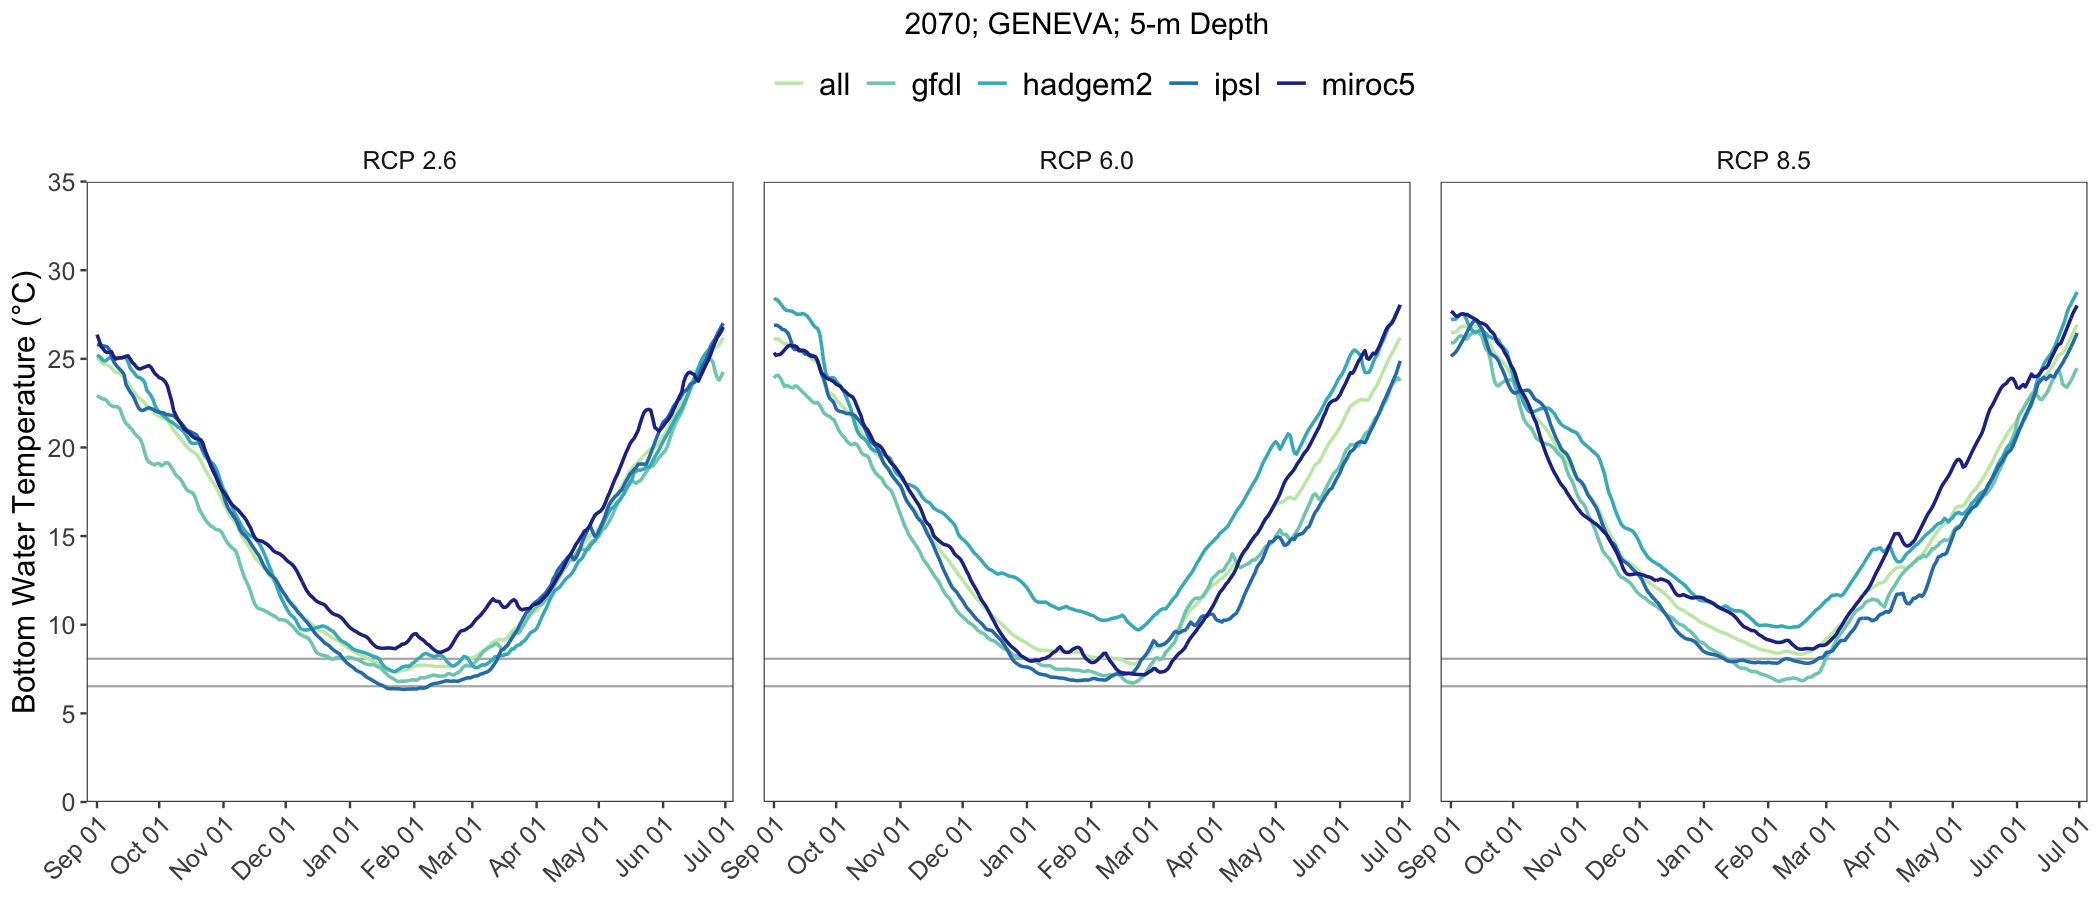 2070; GENEVA; 5-m Depth
all gfdl hadgem2 ipsl miroc5
RCP 2.6 RCP 6.0 RCP 8.5
Bottom Water Temperature (°C)
35
30
25
20
15
10
5
0
Sep 01 Oct 01 Nov 01 Dec 01 Jan 01 Feb 01 Mar 01 Apr 01 May 01 Jun 01 Jul 01 Sep 01 Oct 01 Nov 01 Dec 01 Jan 01 Feb 01 Mar 01 Apr 01 May 01 Jun 01 Jul 01 Sep 01 Oct 01 Nov 01 Dec 01 Jan 01 Feb 01 Mar 01 Apr 01 May 01 Jun 01 Jul 01